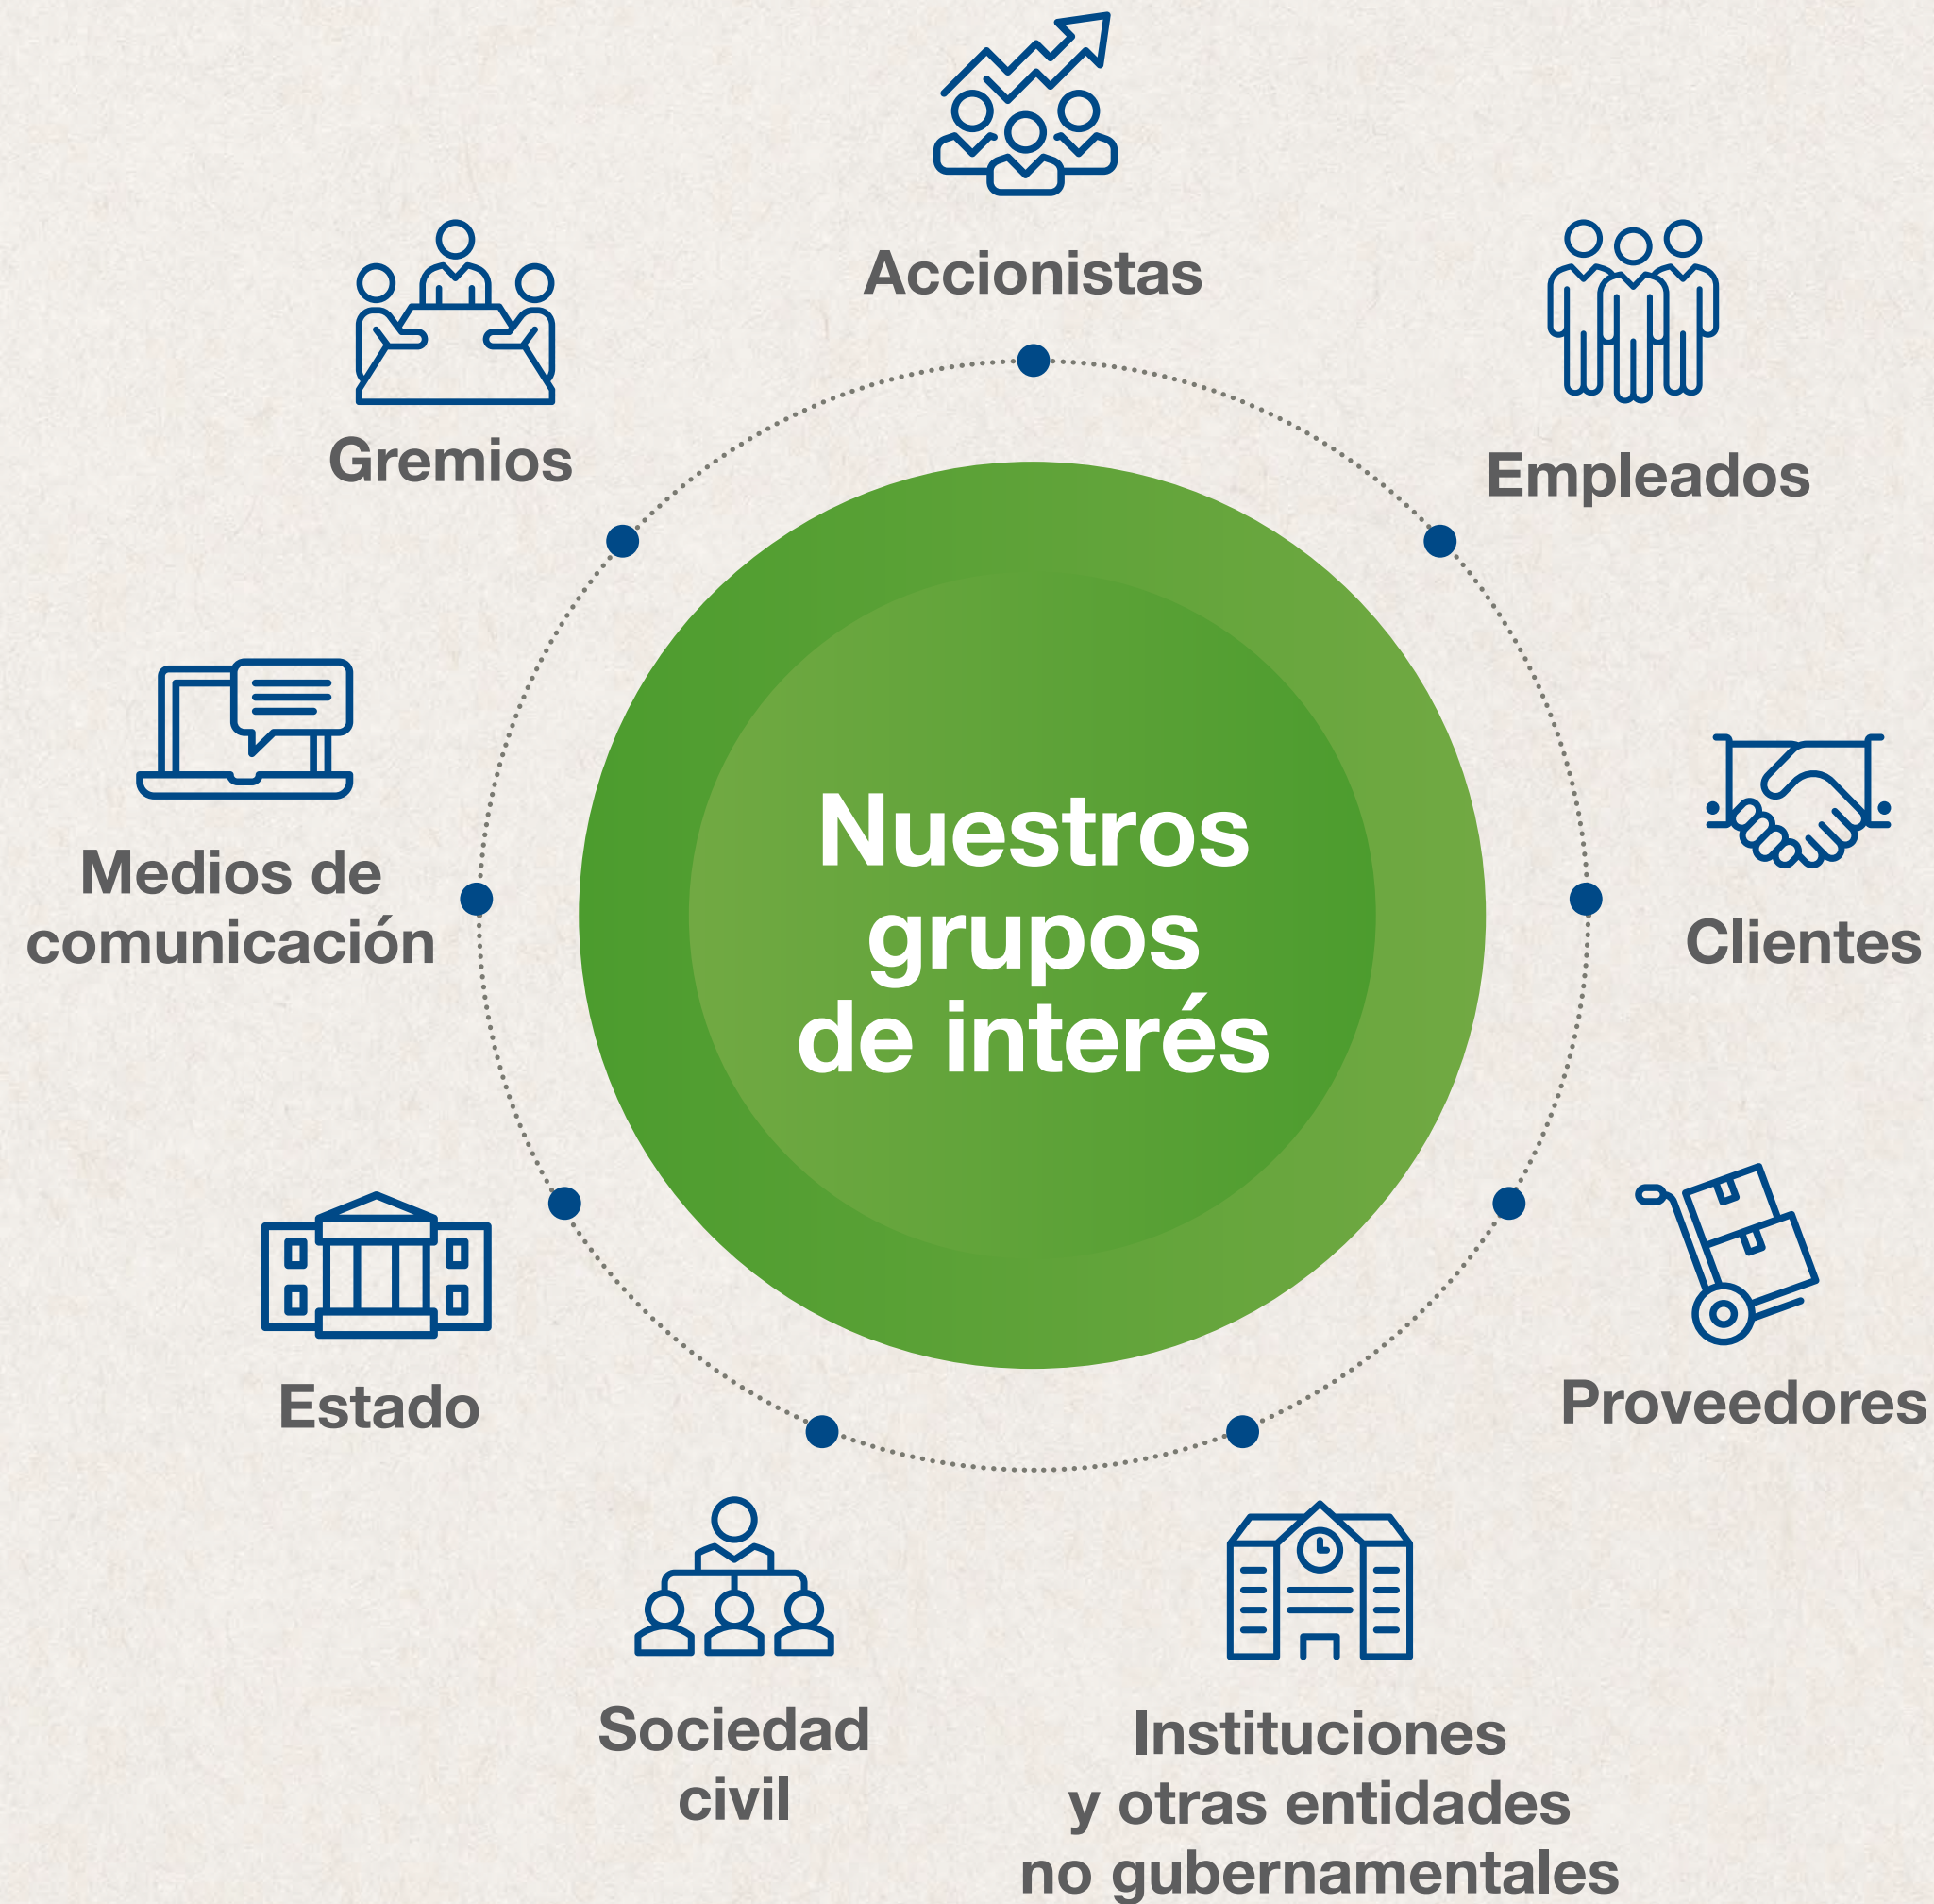 Accionistas
Empleados
Clientes
Proveedores
Instituciones
y otras entidades
no gubernamentales
Sociedad
civil
Estado
Medios de
comunicación
Gremios
Nuestros
grupos
de interés